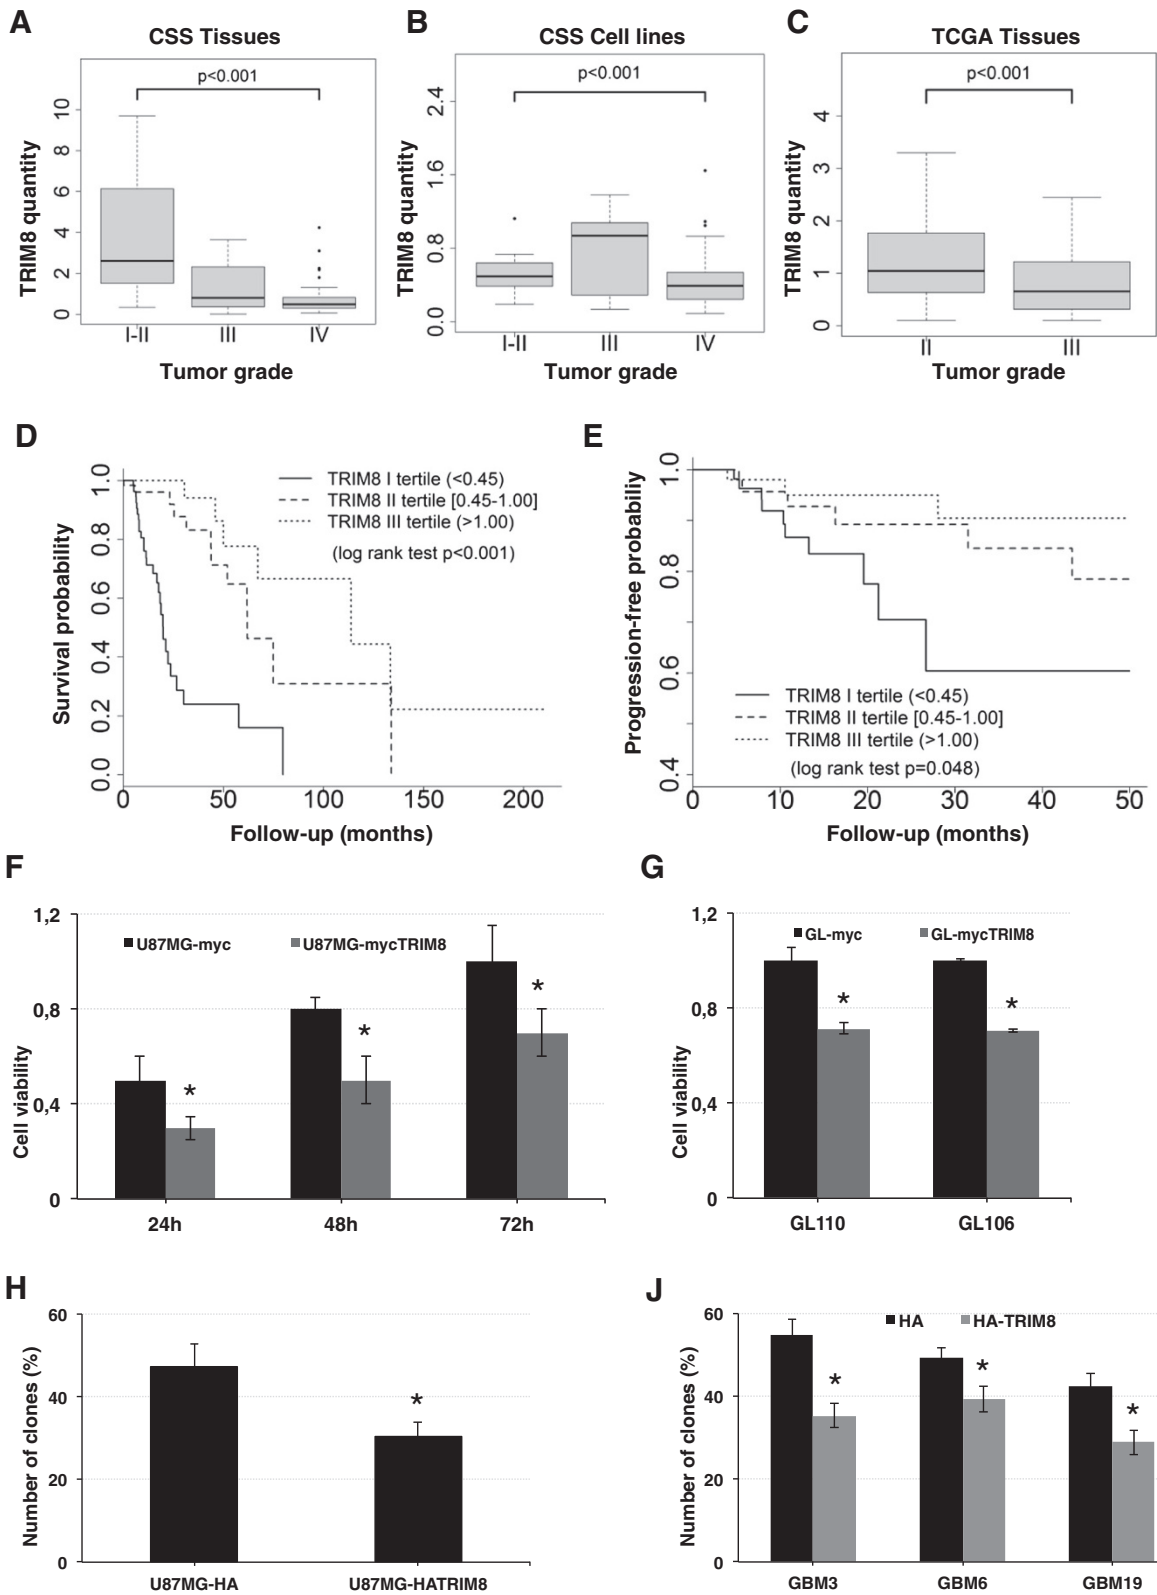 A
CSS Tissues
p<0.001
TRIM8 quantity
10
8
6
4
2
0
I-II
III
IV
Tumor grade
B
CSS Cell lines
p<0.001
TRIM8 quantity
2.4
1.6
0.8
0.0
I-II
III
IV
Tumor grade
C
TCGA Tissues
p<0.001
TRIM8 quantity
4
3
2
1
0
II
III
Tumor grade
D
Survival probability
1.0
0.8
0.6
0.4
0.2
0.0
TRIM8 I tertile (<0.45)
TRIM8 II tertile [0.45-1.00]
TRIM8 III tertile (>1.00)
(log rank test p<0.001)
0
50
100
150
200
Follow-up (months)
E
Progression-free probabiliy
1.0
0.8
0.6
0.4
TRIM8 I tertile (<0.45)
TRIM8 II tertile [0.45-1.00]
TRIM8 III tertile (>1.00)
(log rank test p=0.048)
0
10
20
30
40
50
Follow-up (months)
F
Cell viability
1,2
0,8
0,4
0
U87MG-myc
U87MG-mycTRIM8
*
*
*
24h
48h
72h
G
Cell viability
1,2
0,8
0,4
0
GL-myc
GL-mycTRIM8
*
*
GL110
GL106
H
Number of clones (%)
60
40
20
0
*
U87MG-HA
U87MG-HATRIM8
J
Number of clones (%)
60
40
20
0
HA
HA-TRIM8
*
*
*
GBM3
GBM6
GBM19